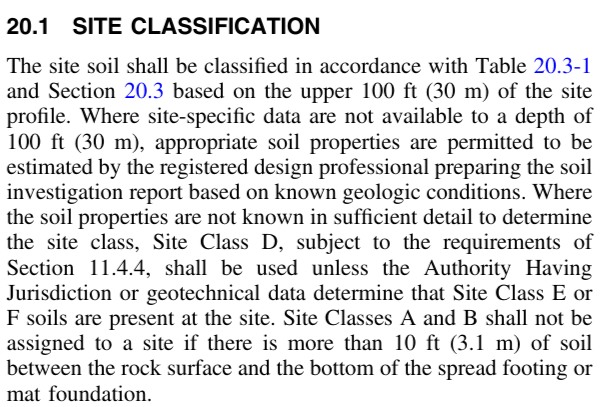 20.1 SITE CLASSIFICATION
The site soil shall be classified in accordance with Table 20.3-1
and Section 20.3 based on the upper 100 ft (30 m) of the site
profile. Where site-specific data are not available to a depth of
100 ft (30 m), appropriate soil properties are permitted to be
estimated by the registered design professional preparing the soil
investigation report based on known geologic conditions. Where
the soil properties are not known in sufficient detail to determine
the site class, Site Class D, subject to the requirements of
Section 11.4.4, shall be used unless the Authority Having
Jurisdiction or geotechnical data determine that Site Class E or
F soils are present at the site. Site Classes A and B shall not be
assigned to a site if there is more than 10 ft (3.1 m) of soil
between the rock surface and the bottom of the spread footing or
mat foundation.